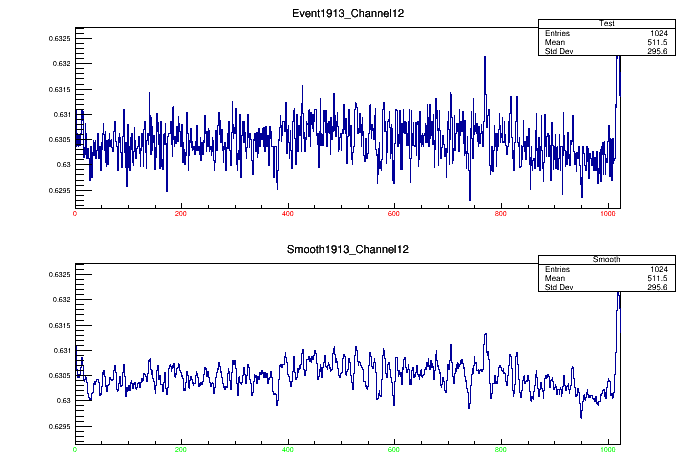 Event1913_Channel12
Test
Entries 1024
Mean 511.5
Std Dev 295.6
0.6325
0.632
0.6315
0.631
0.6305
0.63
0.6295
0 200 400 600 800 1000
Smooth1913_Channel12
Smooth
Entries 1024
Mean 511.5
Std Dev 295.6
0.6325
0.632
0.6315
0.631
0.6305
0.63
0.6295
0 200 400 600 800 1000